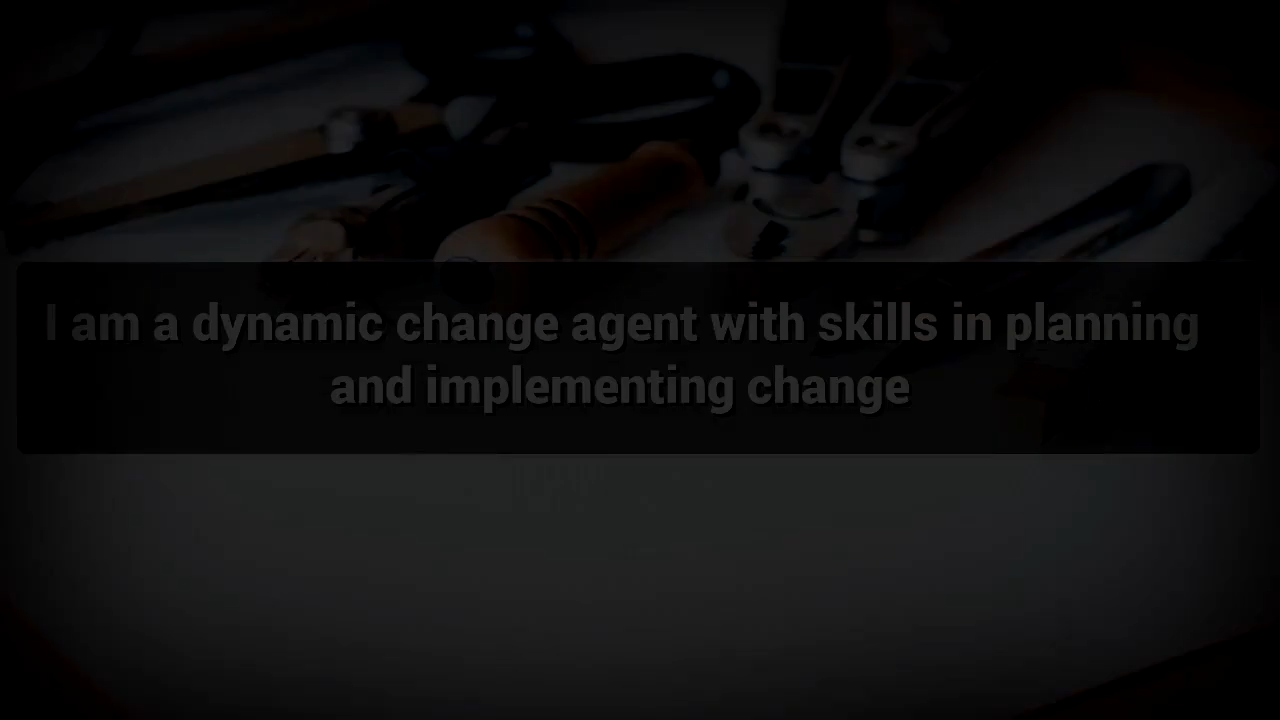 I am a dynamic change agent with skills in planning
and implementing change